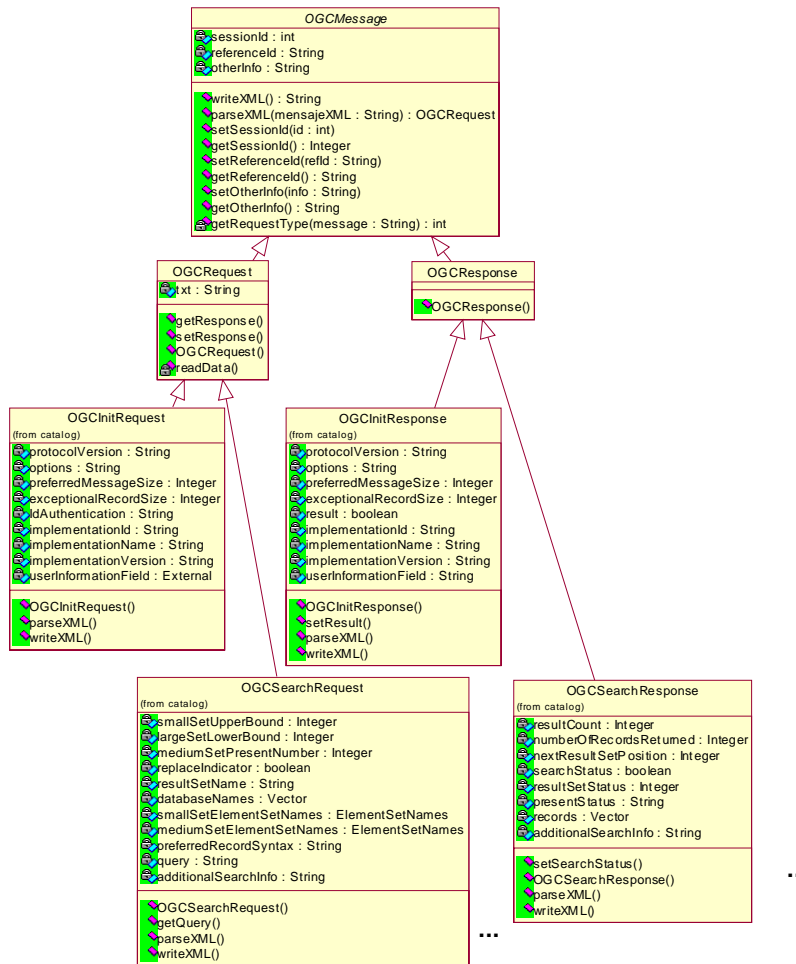 OGCMessage
sessionId : int
referenceId : String
otherInfo : String
writeXML() : String
parseXML(mensajeXML : String) : OGCRequest
setSessionId(id : int)
getSessionId() : Integer
setReferenceId(refId : String)
getReferenceId() : String
setOtherInfo(info : String)
getOtherInfo() : String
getRequestType(message : String) : int
OGCRequest
txt : String
getResponse()
setResponse()
OGCRequest()
readData()
OGCResponse
OGCResponse()
OGCInitRequest
(from catalog)
protocolVersion : String
options : String
preferredMessageSize : Integer
exceptionalRecordSize : Integer
IdAuthentication : String
implementationId : String
implementationName : String
implementationVersion : String
userInformationField : External
OGCInitRequest()
parseXML()
writeXML()
OGCInitResponse
(from catalog)
protocolVersion : String
options : String
preferredMessageSize : Integer
exceptionalRecordSize : Integer
result : boolean
implementationId : String
implementationName : String
implementationVersion : String
userInformationField : String
OGCInitResponse()
setResult()
parseXML()
writeXML()
OGCSearchRequest
(from catalog)
smallSetUpperBound : Integer
largeSetLowerBound : Integer
mediumSetPresentNumber : Integer
replaceIndicator : boolean
resultSetName : String
databaseNames : Vector
smallSetElementSetNames : ElementSetNames
mediumSetElementSetNames : ElementSetNames
preferredRecordSyntax : String
query : String
additionalSearchInfo : String
OGCSearchRequest()
getQuery()
parseXML()
writeXML()
...
OGCSearchResponse
(from catalog)
resultCount : Integer
numberOfRecordsReturned : Integer
nextResultSetPosition : Integer
searchStatus : boolean
resultSetStatus : Integer
presentStatus : String
records : Vector
additionalSearchInfo : String
setSearchStatus()
OGCSearchResponse()
parseXML()
writeXML()
..